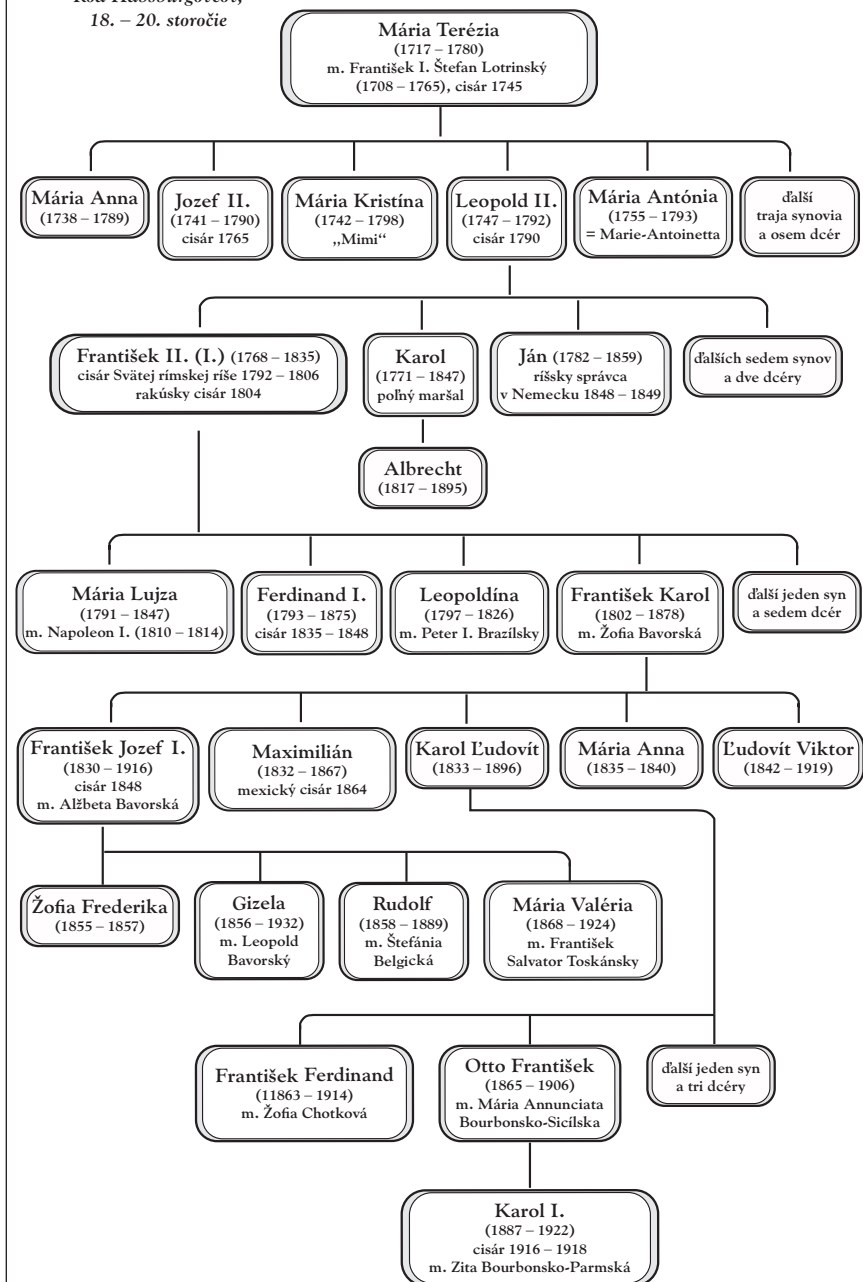 18. – 20. storočie
Mária Terézia
(1717 – 1780)
m. František I. Štefan Lotrinský
(1708 – 1765), cisár 1745
Mária Anna
(1738 – 1789)
Jozef II.
(1741 – 1790)
cisár 1765
Mária Kristína
(1742 – 1798)
„Mimi“
Leopold II.
(1747 – 1792)
cisár 1790
Mária Antónia
(1755 – 1793)
= Marie-Antoinetta
ďalší
traja synovia
a osem dcér
František II. (I.) (1768 – 1835)
cisár Svätej rímskej ríše 1792 – 1806
rakúsky cisár 1804
Karol
(1771 – 1847)
poľný maršal
Ján (1782 – 1859)
ríšsky správca
v Nemecku 1848 – 1849
ďalších sedem synov
a dve dcéry
Albrecht
(1817 – 1895)
Mária Lujza
(1791 – 1847)
m. Napoleon I. (1810 – 1814)
Ferdinand I.
(1793 – 1875)
cisár 1835 – 1848
Leopoldína
(1797 – 1826)
m. Peter I. Brazílsky
František Karol
(1802 – 1878)
m. Žofia Bavorská
ďalší jeden syn
a sedem dcér
František Jozef I.
(1830 – 1916)
cisár 1848
m. Alžbeta Bavorská
Maximilián
(1832 – 1867)
mexický cisár 1864
Karol Ľudovít
(1833 – 1896)
Mária Anna
(1835 – 1840)
Ľudovít Viktor
(1842 – 1919)
Žofia Frederika
(1855 – 1857)
Gizela
(1856 – 1932)
m. Leopold
Bavorský
Rudolf
(1858 – 1889)
m. Štefánia
Belgická
Mária Valéria
(1868 – 1924)
m. František
Salvator Toskánsky
František Ferdinand
(11863 – 1914)
m. Žofia Chotková
Otto František
(1865 – 1906)
m. Mária Annunciata
Bourbonsko-Sicílska
ďalší jeden syn
a tri dcéry
Karol I.
(1887 – 1922)
cisár 1916 – 1918
m. Zita Bourbonsko-Parmská